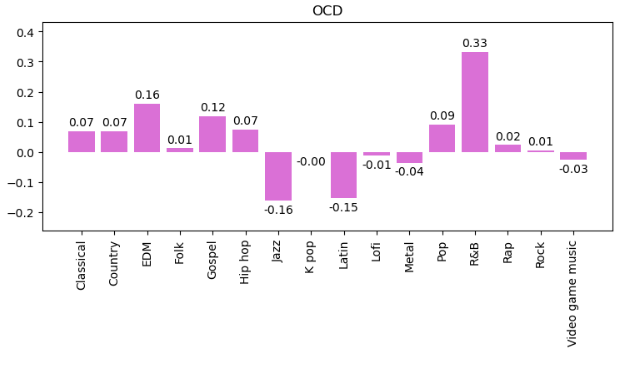 OCD
0.4
0.3
0.2
0.1
0.0
−0.1
−0.2
0.07
0.07
0.16
0.01
0.12
0.07
-0.16
-0.00
-0.15
-0.01
-0.04
0.09
0.33
0.02
0.01
-0.03
Classical
Country
EDM
Folk
Gospel
Hip hop
Jazz
K pop
Latin
Lofi
Metal
Pop
R&B
Rap
Rock
Video game music